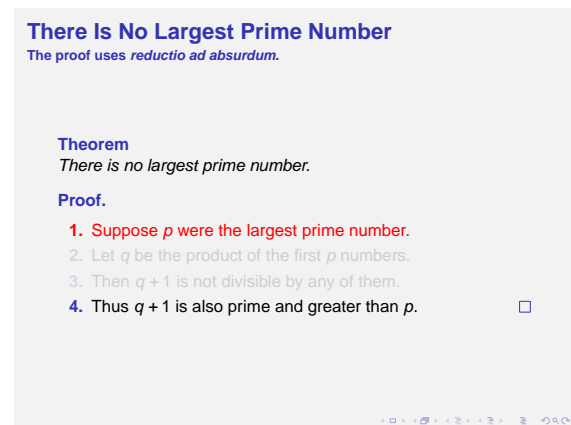 There Is No Largest Prime Number
The proof uses reductio ad absurdum.
Theorem
There is no largest prime number.
Proof.
1. Suppose p were the largest prime number.
2. Let q be the product of the first p numbers.
3. Then q + 1 is not divisible by any of them.
4. Thus q + 1 is also prime and greater than p.